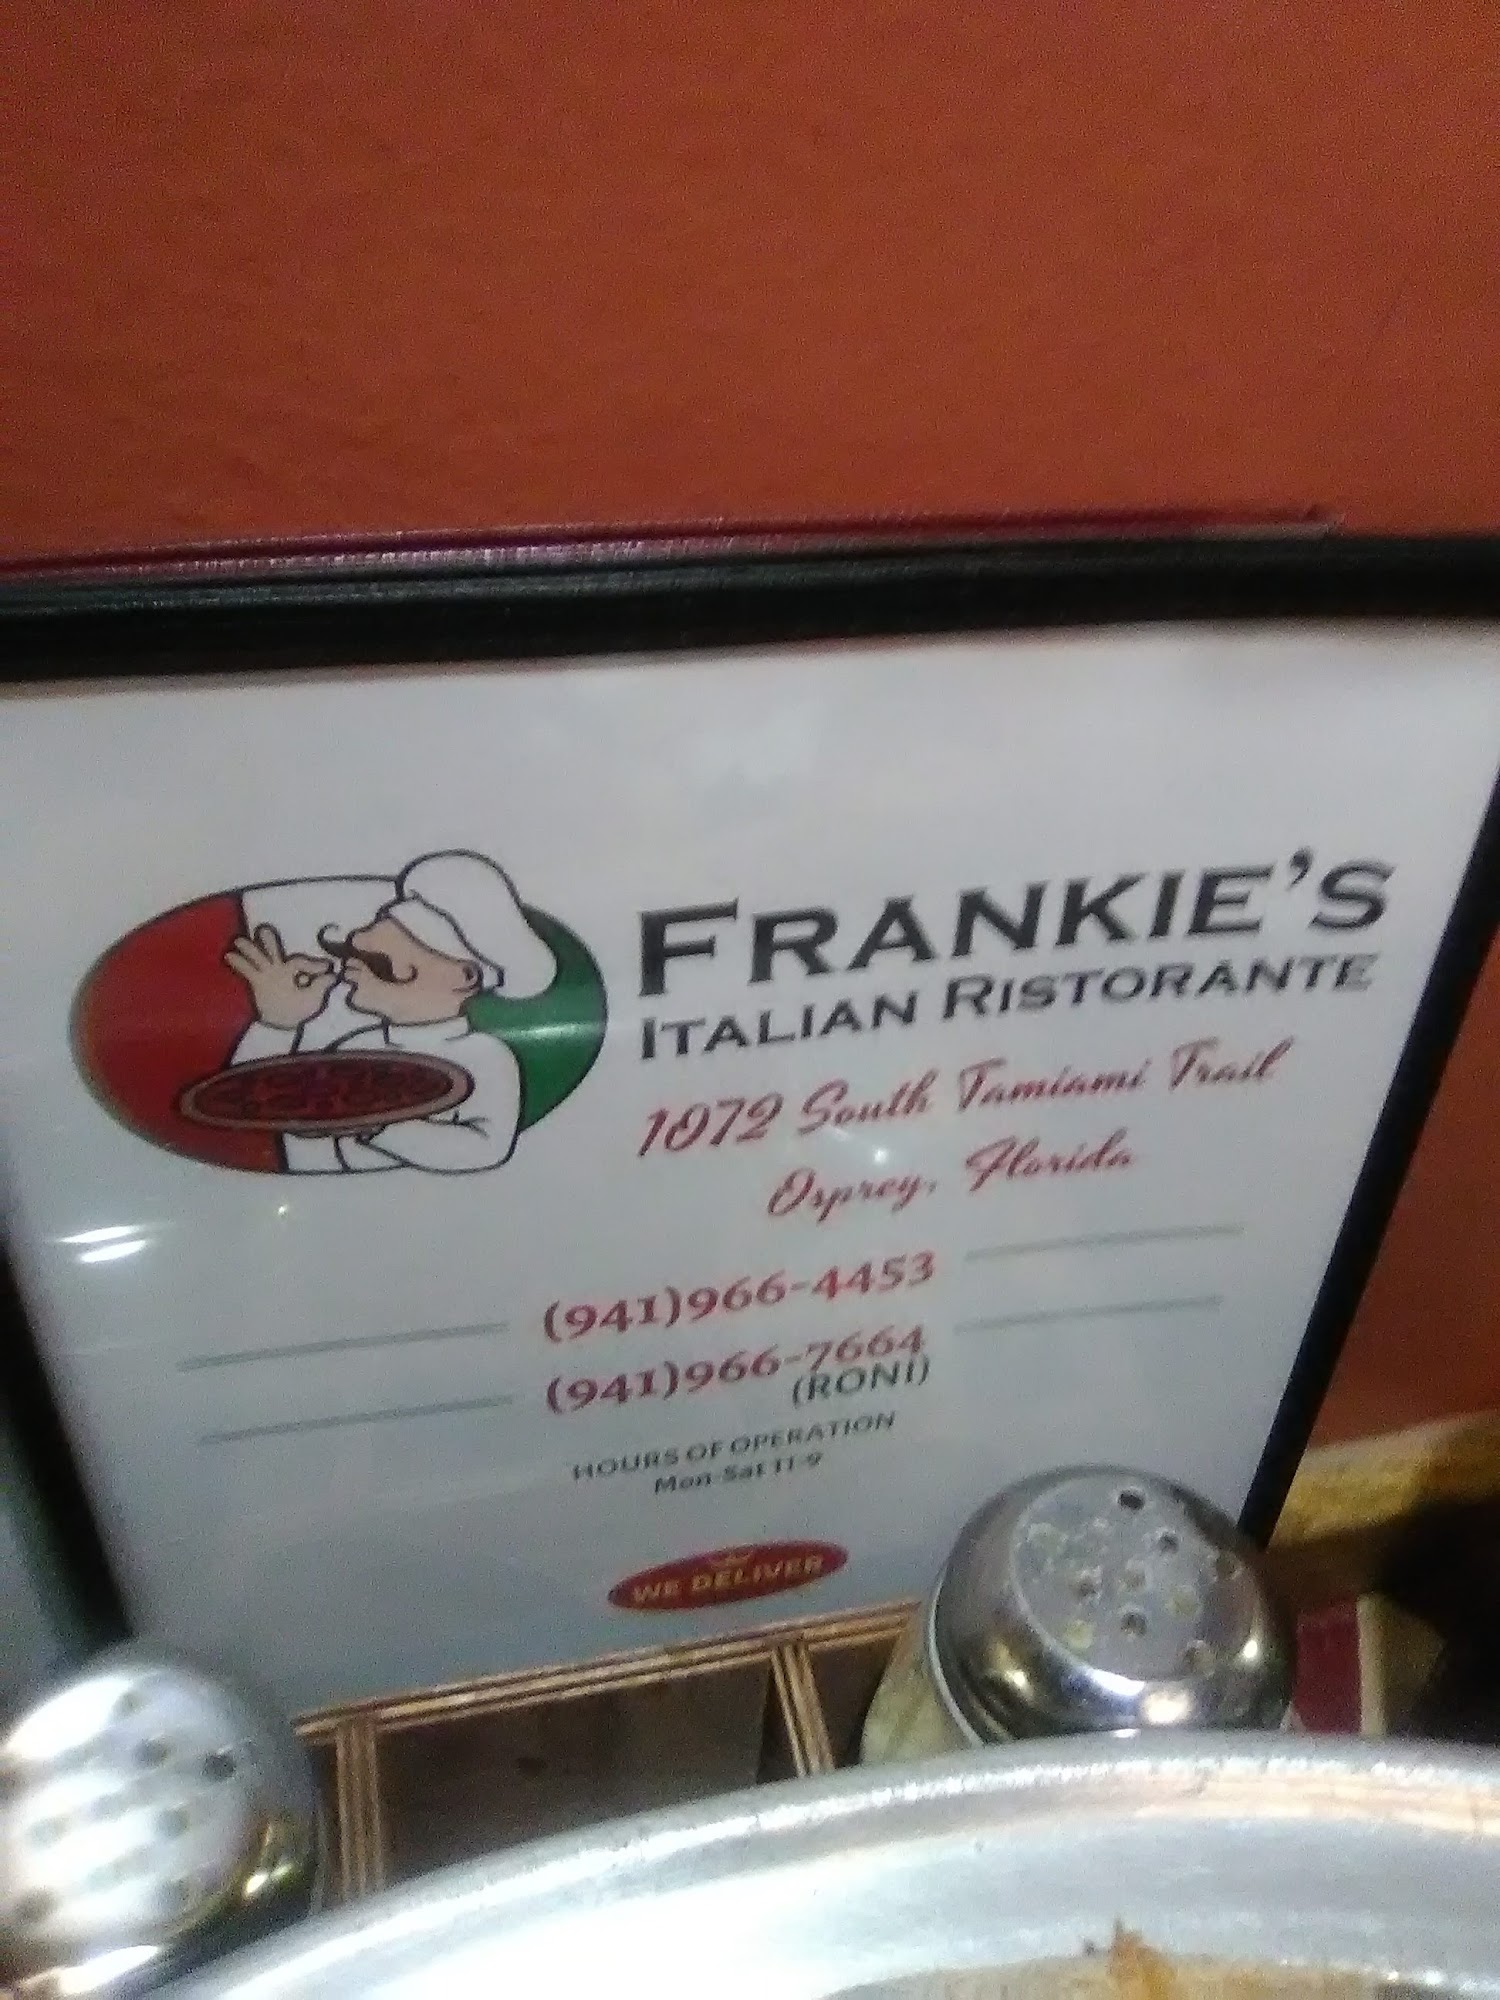 FRANKIE'S
ITALIAN RISTORANTE
1072 South Tamiami Trail
Osprey, Florida
(941)966-4453
(941)966-7664
(RONI)
HOURS OF OPERATION
Mon-Sat 11-9
WE DELIVER